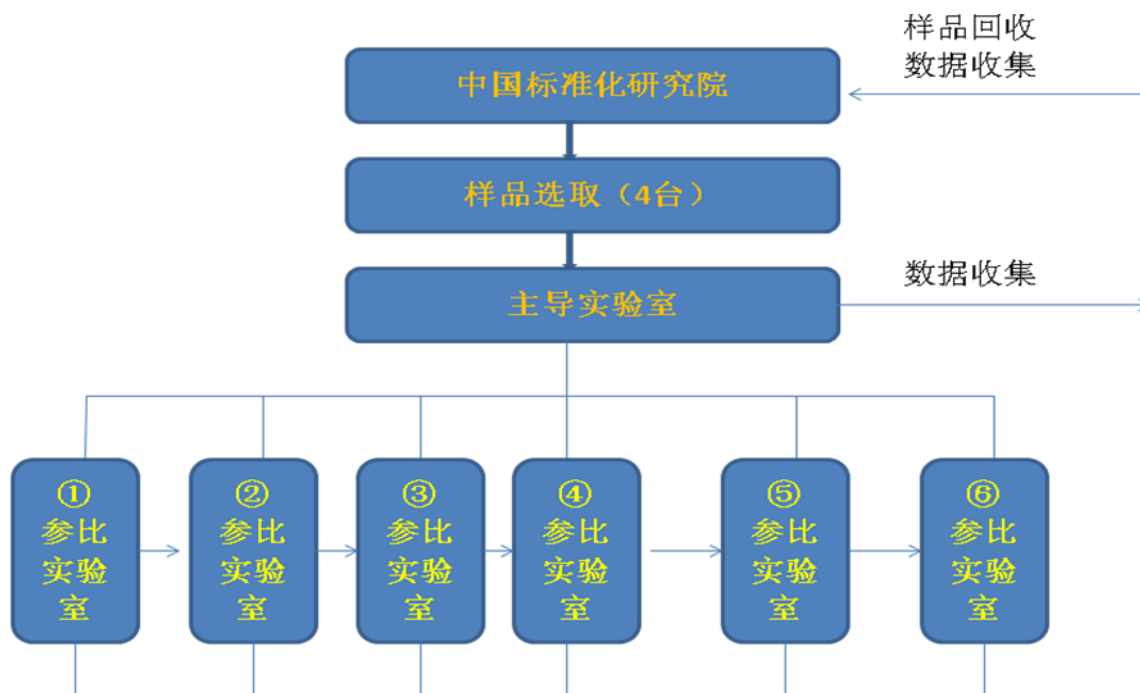 样品回收
数据收集
中国标准化研究院
样品选取（4台）
数据收集
主导实验室
①
参比
实验
室
②
参比
实验
室
③
参比
实验
室
④
参比
实验
室
⑤
参比
实验
室
⑥
参比
实验
室